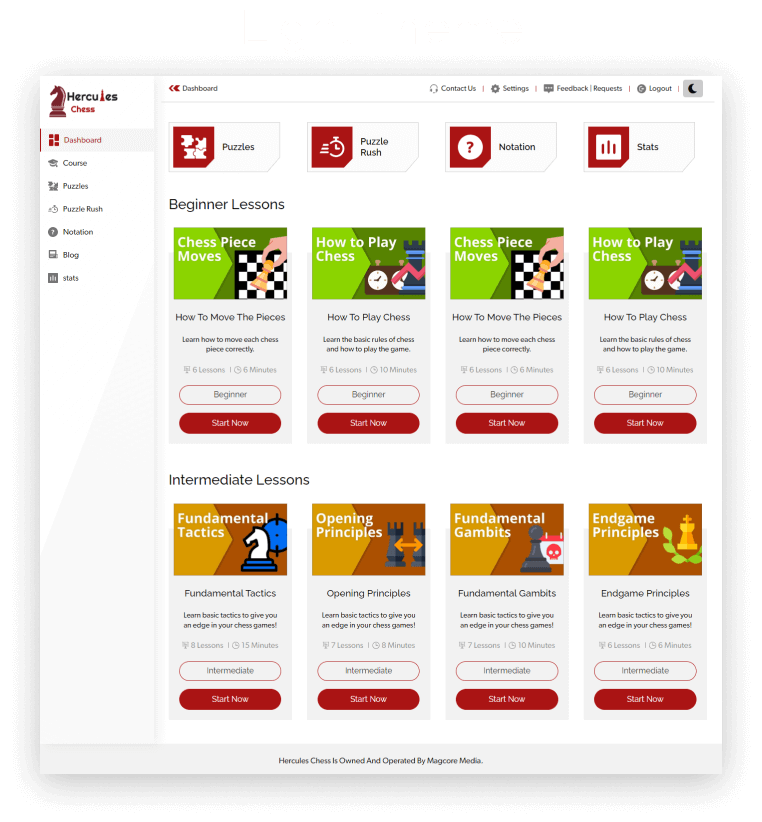 Hercules
Chess
Dashboard
Contact Us | Settings | Feedback | Requests | Logout |
Dashboard
Course
Puzzles
Puzzle Rush
Notation
Blog
stats
Puzzles
Puzzle
Rush
Notation
Stats
Beginner Lessons
Chess Piece
Moves
How To Move The Pieces
Learn how to move each chess
piece correctly.
6 Lessons | 6 Minutes
Beginner
Start Now
How to Play
Chess
How To Play Chess
Learn the basic rules of chess
and how to play the game.
6 Lessons | 10 Minutes
Beginner
Start Now
Chess Piece
Moves
How To Move The Pieces
Learn how to move each chess
piece correctly.
6 Lessons | 6 Minutes
Beginner
Start Now
How to Play
Chess
How To Play Chess
Learn the basic rules of chess
and how to play the game.
6 Lessons | 10 Minutes
Beginner
Start Now
Intermediate Lessons
Fundamental
Tactics
Fundamental Tactics
Learn basic tactics to give you
an edge in your chess games!
8 Lessons | 15 Minutes
Intermediate
Start Now
Opening
Principles
Opening Principles
Learn basic tactics to give you
an edge in your chess games!
7 Lessons | 8 Minutes
Intermediate
Start Now
Fundamental
Gambits
Fundamental Gambits
Learn basic tactics to give you
an edge in your chess games!
7 Lessons | 10 Minutes
Intermediate
Start Now
Endgame
Principles
Endgame Principles
Learn basic tactics to give you
an edge in your chess games!
6 Lessons | 6 Minutes
Intermediate
Start Now
Hercules Chess Is Owned And Operated By Magcore Media.